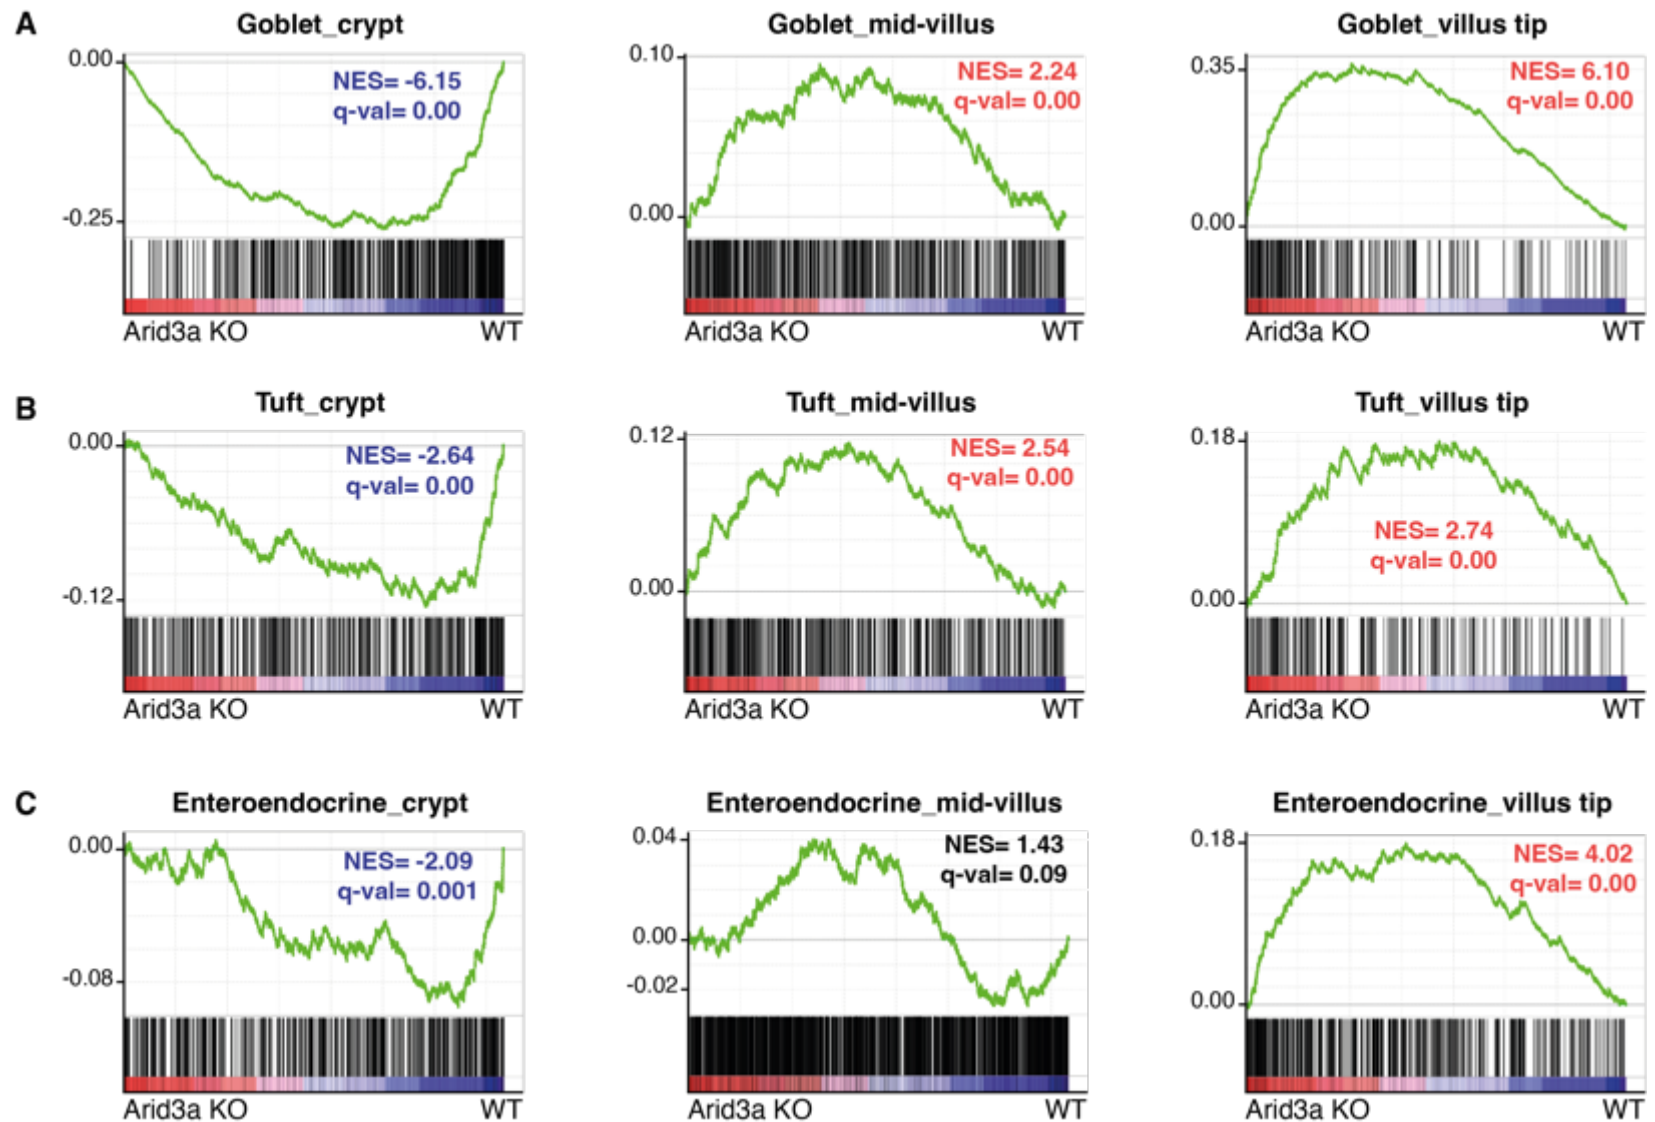 A
Goblet_crypt
Goblet_mid-villus
Goblet_villus tip
0.00
-0.25
NES= -6.15
q-val= 0.00
Arid3a KO
WT
0.10
0.00
NES= 2.24
q-val= 0.00
Arid3a KO
WT
0.35
0.00
NES= 6.10
q-val= 0.00
Arid3a KO
WT
B
Tuft_crypt
Tuft_mid-villus
Tuft_villus tip
0.00
-0.12
NES= -2.64
q-val= 0.00
Arid3a KO
WT
0.12
0.00
NES= 2.54
q-val= 0.00
Arid3a KO
WT
0.18
0.00
NES= 2.74
q-val= 0.00
Arid3a KO
WT
C
Enteroendocrine_crypt
Enteroendocrine_mid-villus
Enteroendocrine_villus tip
0.00
-0.08
NES= -2.09
q-val= 0.001
Arid3a KO
WT
0.04
0.00
-0.02
NES= 1.43
q-val= 0.09
Arid3a KO
WT
0.18
0.00
NES= 4.02
q-val= 0.00
Arid3a KO
WT